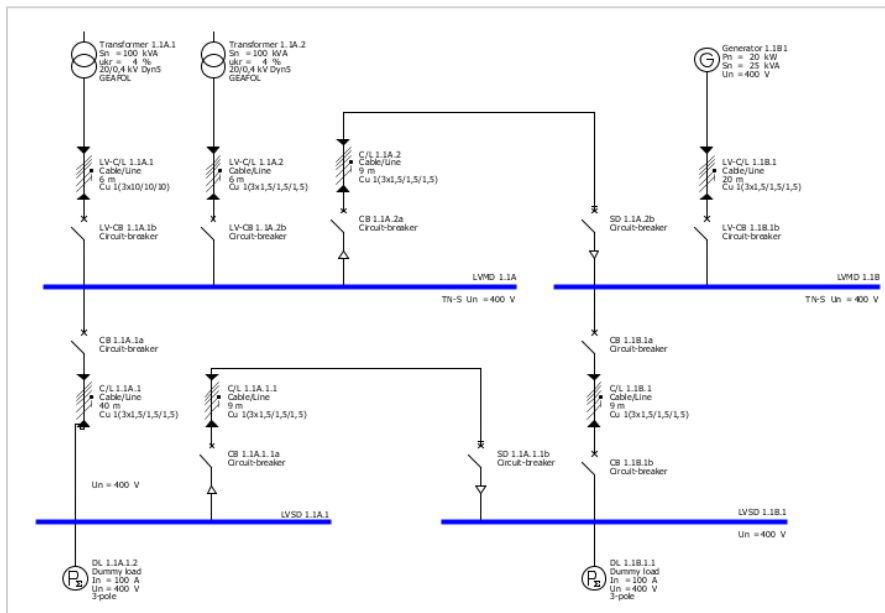 Transformer 1.1A.1
Sn = 100 kVA
ukr = 4 %
20/0,4 kV Dyn5
GEAFOL
Transformer 1.1A.2
Sn = 100 kVA
ukr = 4 %
20/0,4 kV Dyn5
GEAFOL
Generator 1.1B1
Pn = 20 kW
Sn = 25 kVA
Un = 400 V
G
LV-C/L 1.1A.1
Cable/Line
6 m
Cu 1(3x10/10/10)
LV-C/L 1.1A.2
Cable/Line
6 m
Cu 1(3x1,5/1,5/1,5)
C/L 1.1A.2
Cable/Line
9 m
Cu 1(3x1,5/1,5/1,5)
LV-C/L 1.1B.1
Cable/Line
20 m
Cu 1(3x1,5/1,5/1,5)
LV-CB 1.1A.1b
Circuit-breaker
LV-CB 1.1A.2b
Circuit-breaker
CB 1.1A.2a
Circuit-breaker
SD 1.1A.2b
Circuit-breaker
LV-CB 1.1B.1b
Circuit-breaker
LVMD 1.1A
TN-S Un = 400 V
LVMD 1.1B
TN-S Un = 400 V
CB 1.1A.1a
Circuit-breaker
CB 1.1B.1a
Circuit-breaker
C/L 1.1A.1
Cable/Line
40 m
Cu 1(3x1,5/1,5/1,5)
C/L 1.1A.1.1
Cable/Line
9 m
Cu 1(3x1,5/1,5/1,5)
C/L 1.1B.1
Cable/Line
9 m
Cu 1(3x1,5/1,5/1,5)
CB 1.1A.1.1a
Circuit-breaker
SD 1.1A.1.1b
Circuit-breaker
CB 1.1B.1b
Circuit-breaker
Un = 400 V
LVSD 1.1A.1
LVSD 1.1B.1
Un = 400 V
DL 1.1A.1.2
Dummy load
In = 100 A
Un = 400 V
3-pole
PΣ
DL 1.1B.1.1
Dummy load
In = 100 A
Un = 400 V
3-pole
PΣ